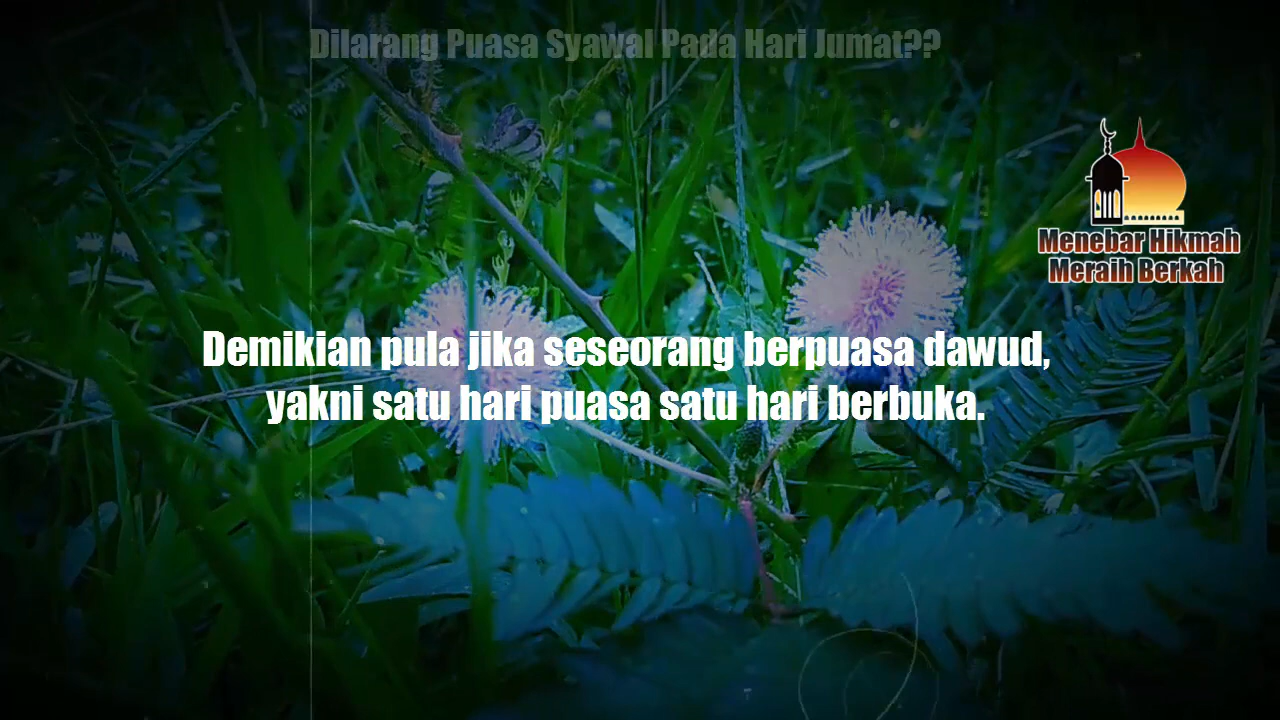 Dilarang Puasa Syawal Pada Hari Jumat??
Menebar Hikmah
Meraih Berkah
Demikian pula jika seseorang berpuasa dawud,
yakni satu hari puasa satu hari berbuka.